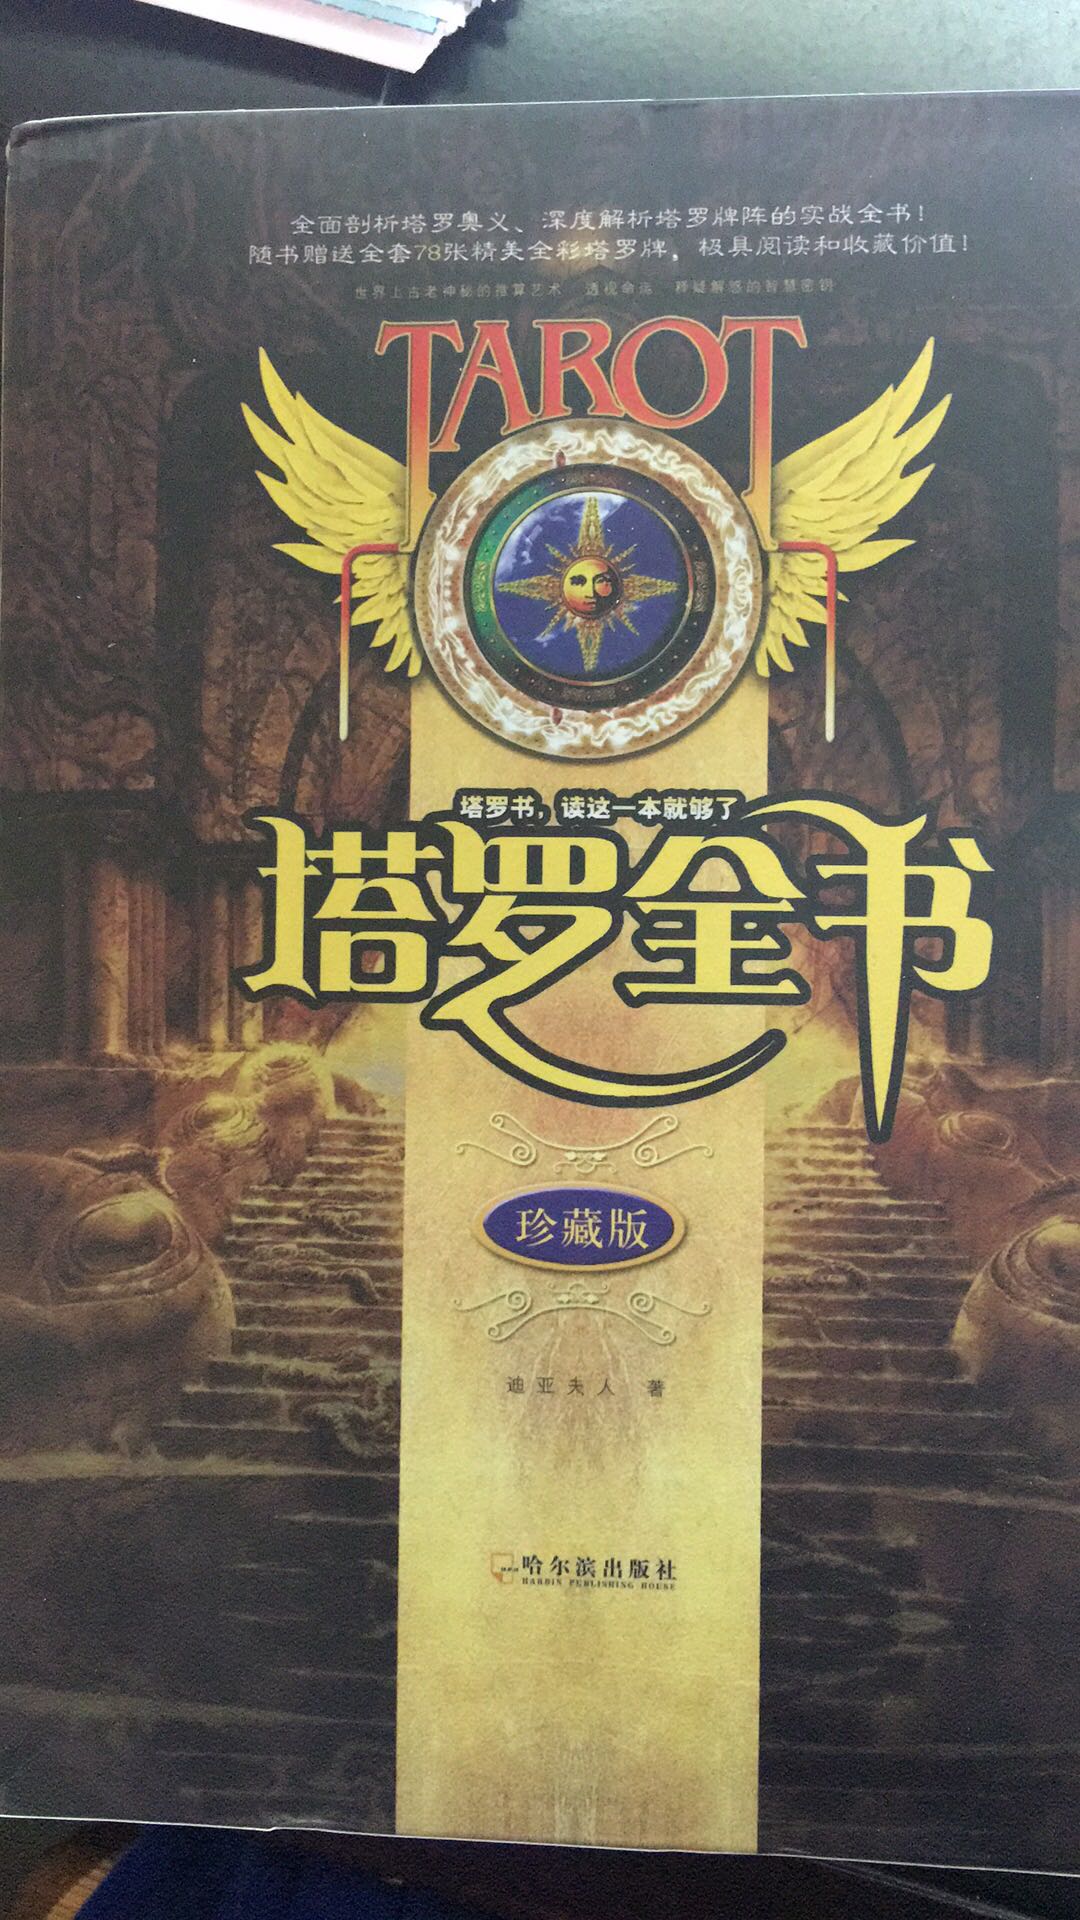 全面剖析塔罗奥义、深度解析塔罗牌阵的实战全书！
随书赠送全套78张精美全彩塔罗牌，极具阅读和收藏价值！
世界上古老神秘的推算艺术 透视命运 释疑解惑的智慧密钥
TAROT
塔罗书，读这一本就够了
塔罗全书
珍藏版
迪亚夫人 著
哈尔滨出版社
HARBIN PUBLISHING HOUSE